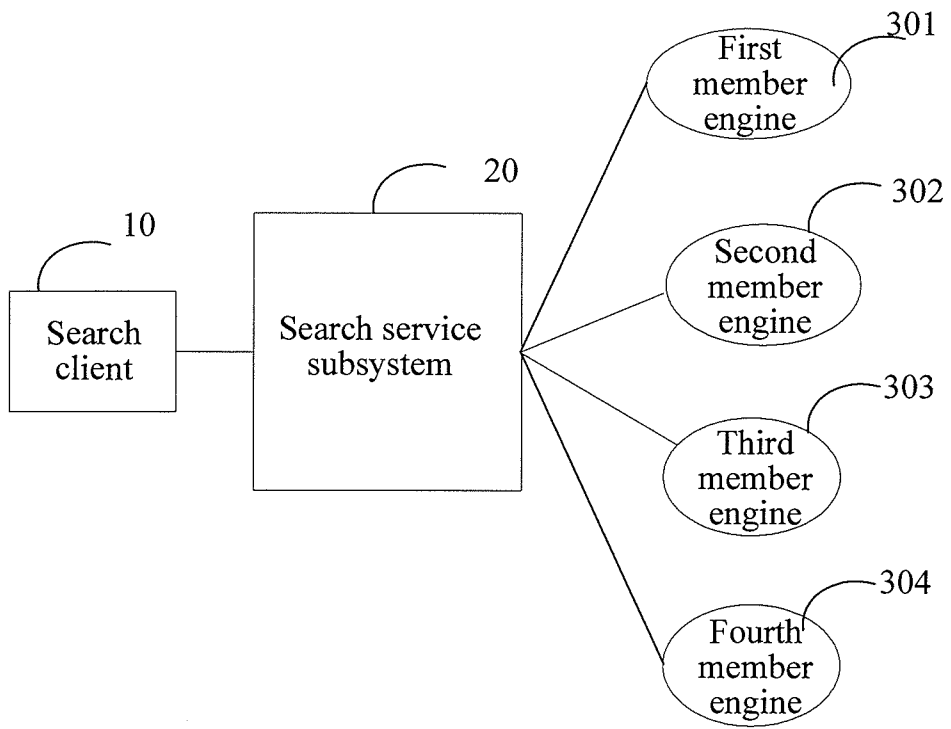 10
Search
client
20
Search service
subsystem
301
First
member
engine
302
Second
member
engine
303
Third
member
engine
304
Fourth
member
engine